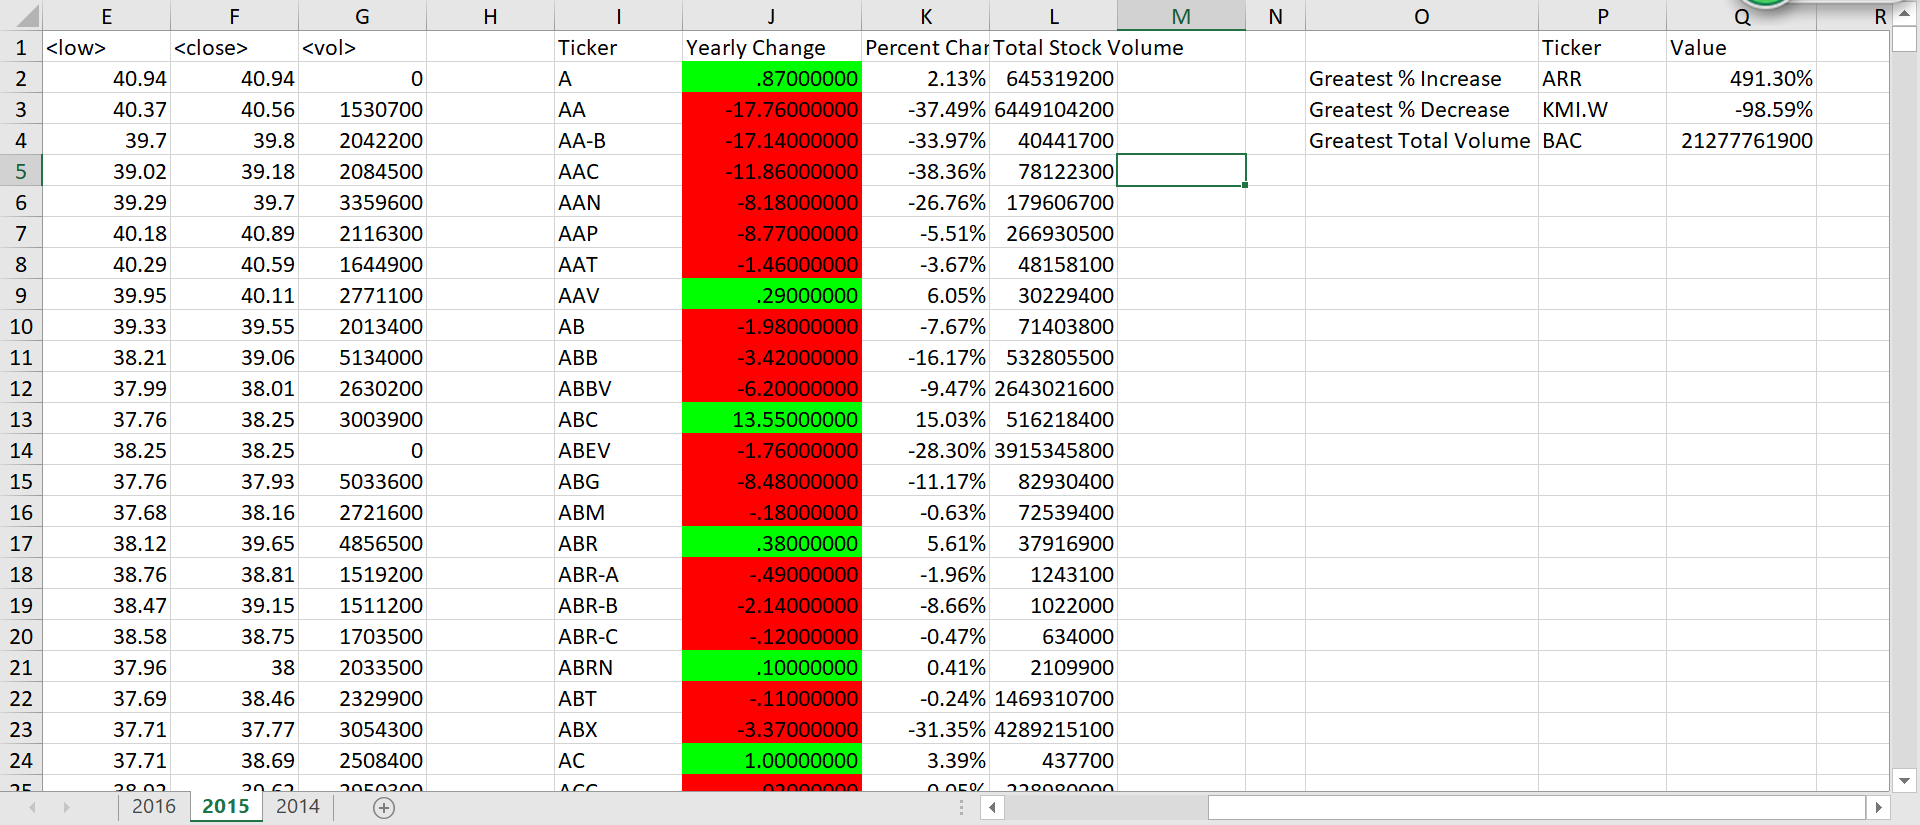 E F G H I J K L M N O P Q R
1 <low> <close> <vol> Ticker Yearly Change Percent Char Total Stock Volume Ticker Value
2 40.94 40.94 0 A .87000000 2.13% 645319200 Greatest % Increase ARR 491.30%
3 40.37 40.56 1530700 AA -17.76000000 -37.49% 6449104200 Greatest % Decrease KMI.W -98.59%
4 39.7 39.8 2042200 AA-B -17.14000000 -33.97% 40441700 Greatest Total Volume BAC 21277761900
5 39.02 39.18 2084500 AAC -11.86000000 -38.36% 78122300
6 39.29 39.7 3359600 AAN -8.18000000 -26.76% 179606700
7 40.18 40.89 2116300 AAP -8.77000000 -5.51% 266930500
8 40.29 40.59 1644900 AAT -1.46000000 -3.67% 48158100
9 39.95 40.11 2771100 AAV .29000000 6.05% 30229400
10 39.33 39.55 2013400 AB -1.98000000 -7.67% 71403800
11 38.21 39.06 5134000 ABB -3.42000000 -16.17% 532805500
12 37.99 38.01 2630200 ABBV -6.20000000 -9.47% 2643021600
13 37.76 38.25 3003900 ABC 13.55000000 15.03% 516218400
14 38.25 38.25 0 ABEV -1.76000000 -28.30% 3915345800
15 37.76 37.93 5033600 ABG -8.48000000 -11.17% 82930400
16 37.68 38.16 2721600 ABM -.18000000 -0.63% 72539400
17 38.12 39.65 4856500 ABR .38000000 5.61% 37916900
18 38.76 38.81 1519200 ABR-A -.49000000 -1.96% 1243100
19 38.47 39.15 1511200 ABR-B -2.14000000 -8.66% 1022000
20 38.58 38.75 1703500 ABR-C -.12000000 -0.47% 634000
21 37.96 38 2033500 ABRN .10000000 0.41% 2109900
22 37.69 38.46 2329900 ABT -.11000000 -0.24% 1469310700
23 37.71 37.77 3054300 ABX -3.37000000 -31.35% 4289215100
24 37.71 38.69 2508400 AC 1.00000000 3.39% 437700
25 ACC
2016 2015 2014